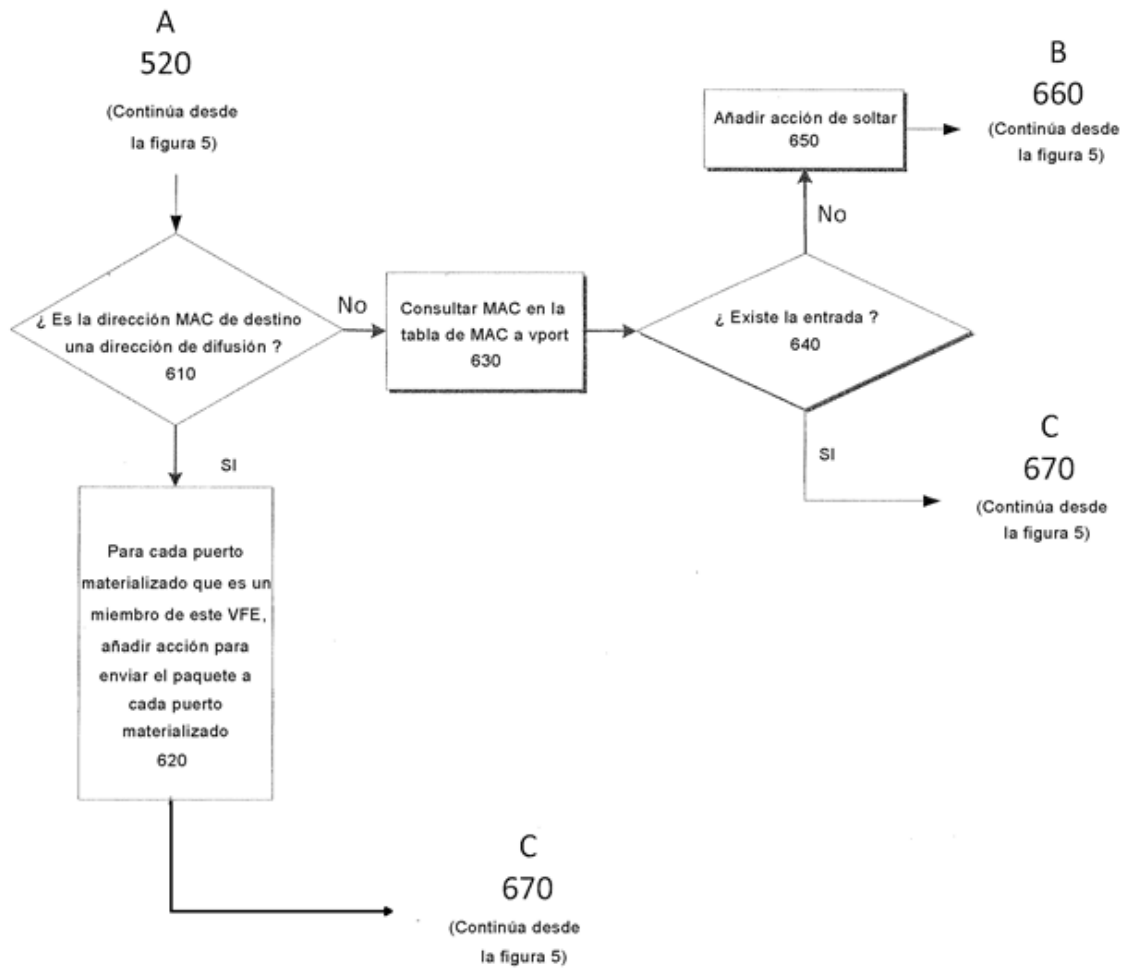 A
520
(Continúa desde
la figura 5)
¿ Es la dirección MAC de destino
una dirección de difusión ?
610
No
Consultar MAC en la
tabla de MAC a vport
630
¿ Existe la entrada ?
640
No
Añadir acción de soltar
650
B
660
(Continúa desde
la figura 5)
SI
C
670
(Continúa desde
la figura 5)
SI
Para cada puerto
materializado que es un
miembro de este VFE,
añadir acción para
enviar el paquete a
cada puerto
materializado
620
C
670
(Continúa desde
la figura 5)